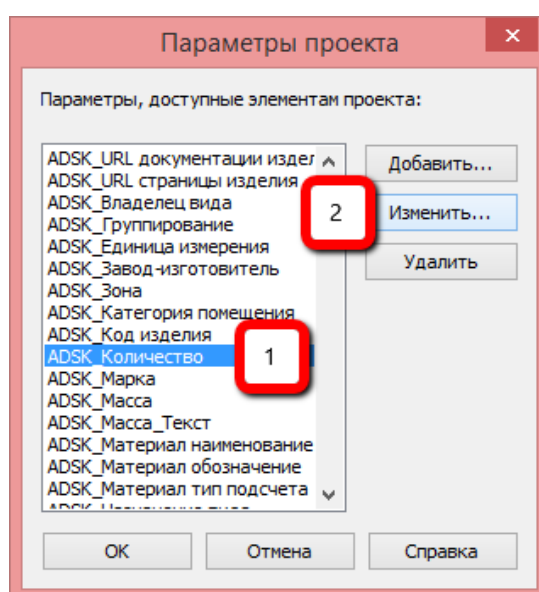 Параметры проекта
Параметры, доступные элементам проекта:
ADSK_URL документации издел
ADSK_URL страницы изделия
ADSK_Владелец вида
ADSK_Группирование
ADSK_Единица измерения
ADSK_Завод-изготовитель
ADSK_Зона
ADSK_Категория помещения
ADSK_Код изделия
ADSK_Количество
ADSK_Марка
ADSK_Масса
ADSK_Масса_Текст
ADSK_Материал наименование
ADSK_Материал обозначение
ADSK_Материал тип подсчета
1
2
Добавить...
Изменить...
Удалить
ОК
Отмена
Справка